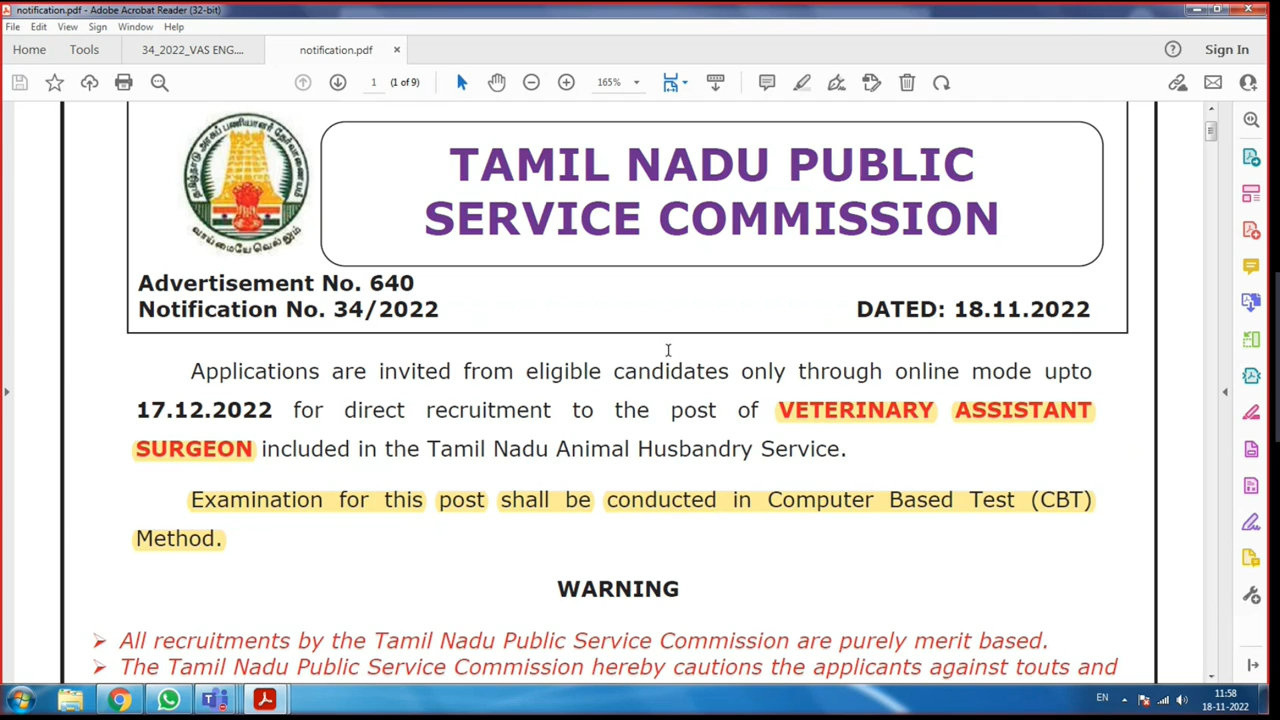 notification.pdf - Adobe Acrobat Reader (32-bit)
File Edit View Sign Window Help
Home Tools 34_2022_VAS ENG.... notification.pdf × Sign In
1 (1 of 9) 165%
தமிழ்நாடு அரசுப் பணியாளர் தேர்வாணையம்
வாய்மையே வெல்லும்
TAMIL NADU PUBLIC
SERVICE COMMISSION
Advertisement No. 640
Notification No. 34/2022 DATED: 18.11.2022
Applications are invited from eligible candidates only through online mode upto
17.12.2022 for direct recruitment to the post of VETERINARY ASSISTANT
SURGEON included in the Tamil Nadu Animal Husbandry Service.
Examination for this post shall be conducted in Computer Based Test (CBT)
Method.
WARNING
All recruitments by the Tamil Nadu Public Service Commission are purely merit based.
The Tamil Nadu Public Service Commission hereby cautions the applicants against touts and
EN 11:58
18-11-2022